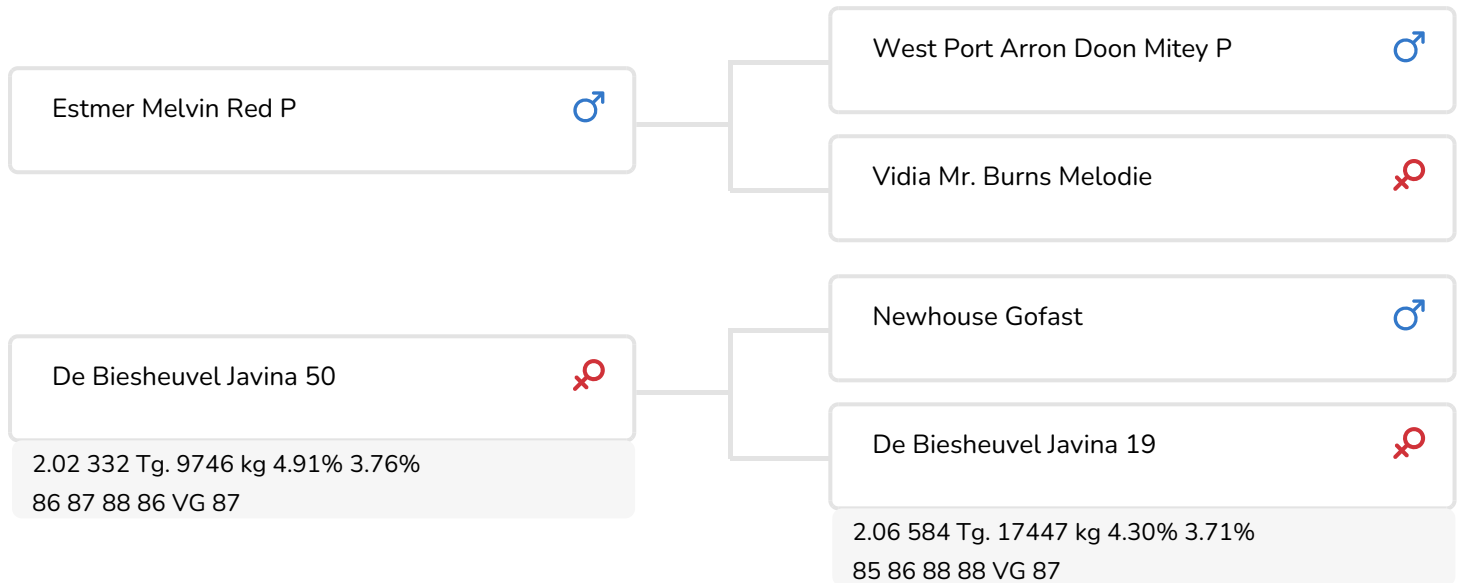 West Port Arron Doon Mitey P
Estmer Melvin Red P
Vidia Mr. Burns Melodie
Newhouse Gofast
De Biesheuvel Javina 50
De Biesheuvel Javina 19
2.02 332 Tg. 9746 kg 4.91% 3.76%
86 87 88 86 VG 87
2.06 584 Tg. 17447 kg 4.30% 3.71%
85 86 88 88 VG 87